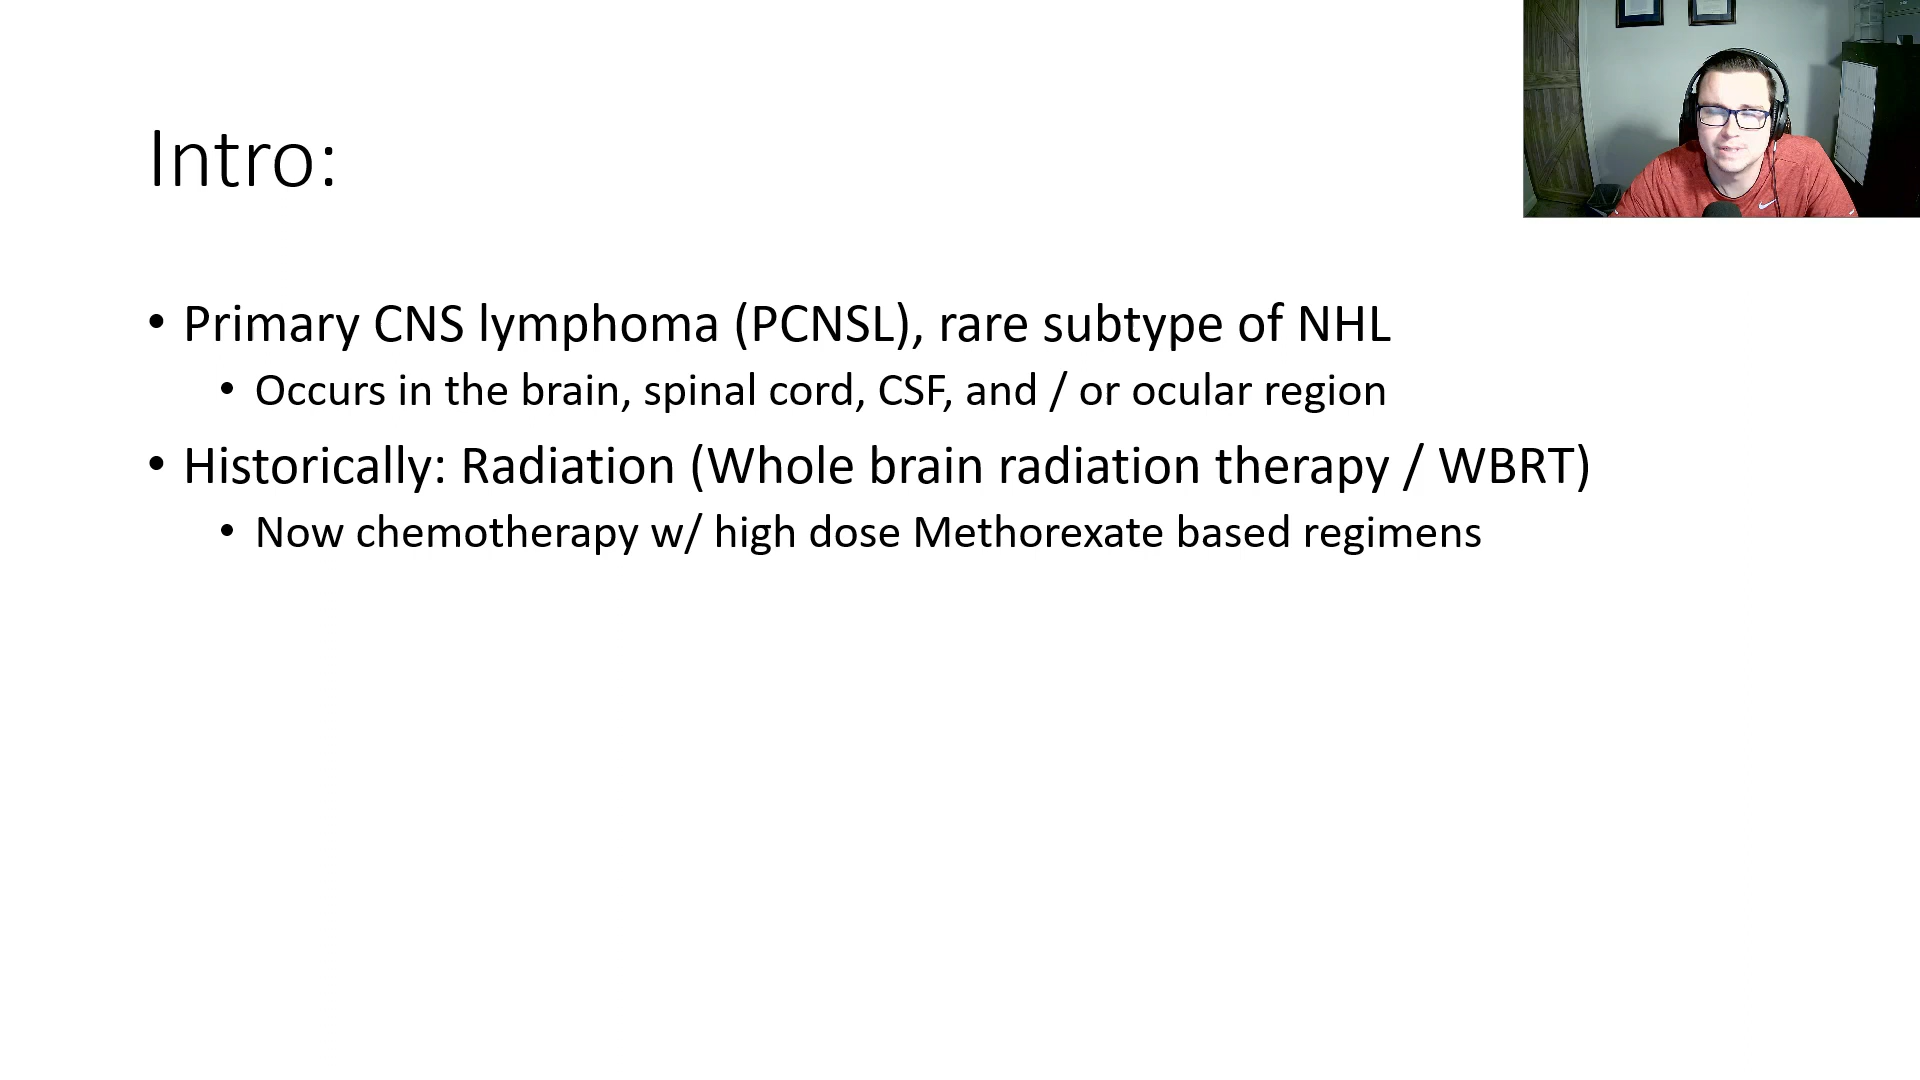 Intro:
• Primary CNS lymphoma (PCNSL), rare subtype of NHL
• Occurs in the brain, spinal cord, CSF, and / or ocular region
• Historically: Radiation (Whole brain radiation therapy / WBRT)
• Now chemotherapy w/ high dose Methorexate based regimens